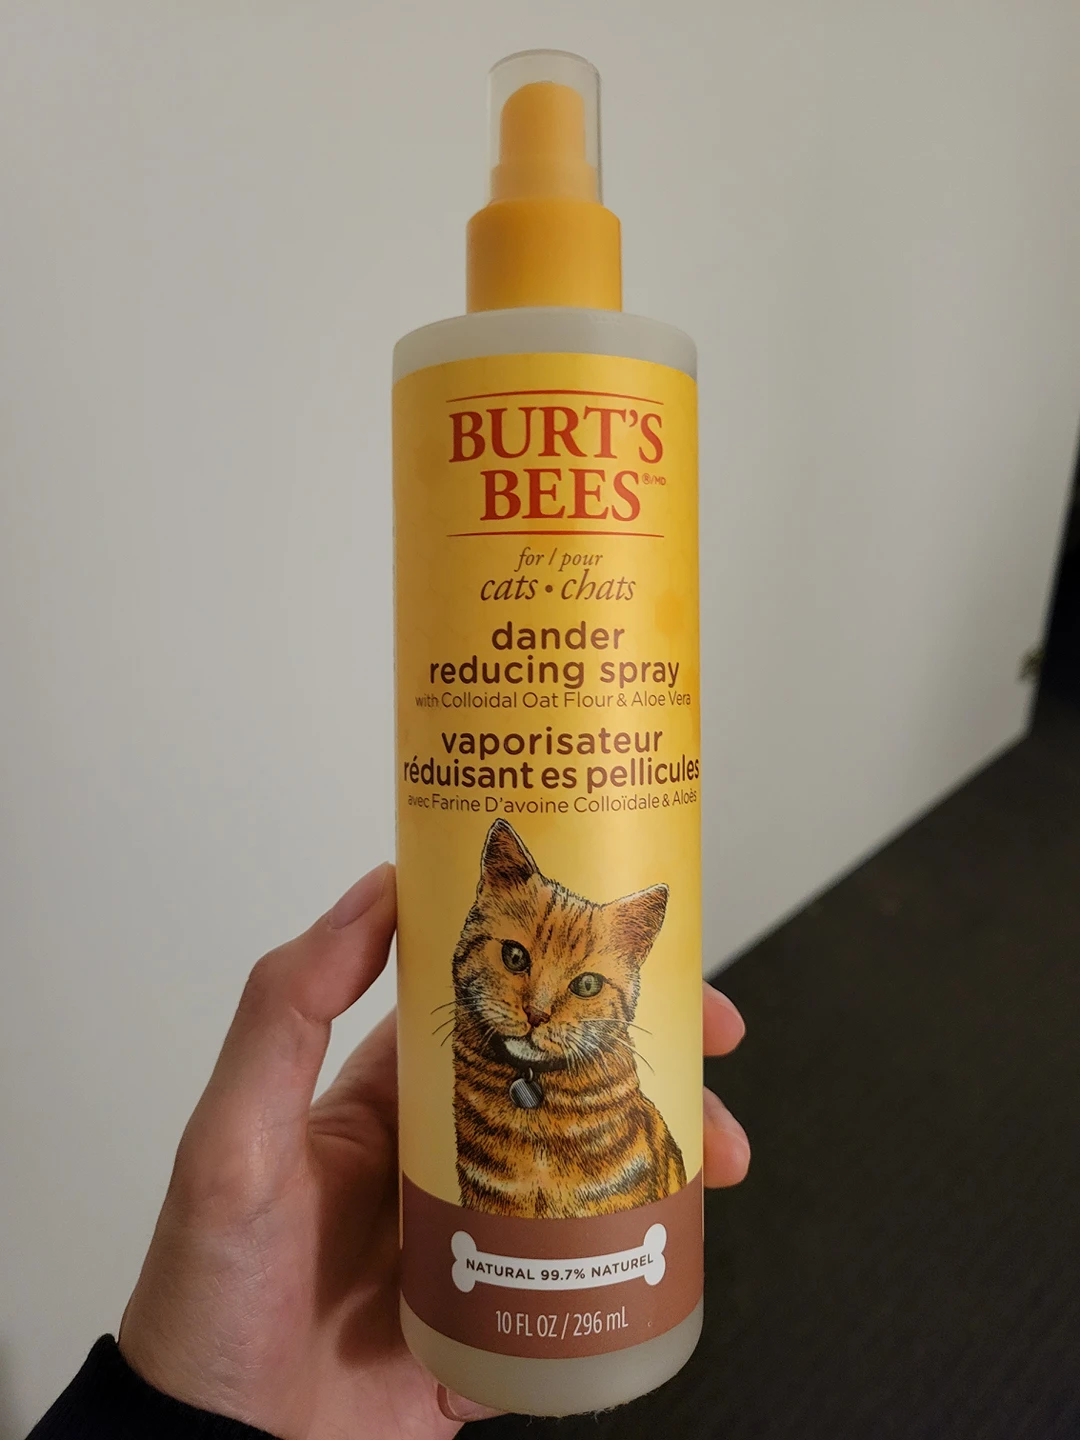 BURT'S
BEES®/MD
for / pour
cats • chats
dander
reducing spray
with Colloidal Oat Flour & Aloe Vera
vaporisateur
réduisant es pellicules
avec Farine D'avoine Colloïdale & Aloès
NATURAL 99.7% NATUREL
10 FL OZ / 296 mL